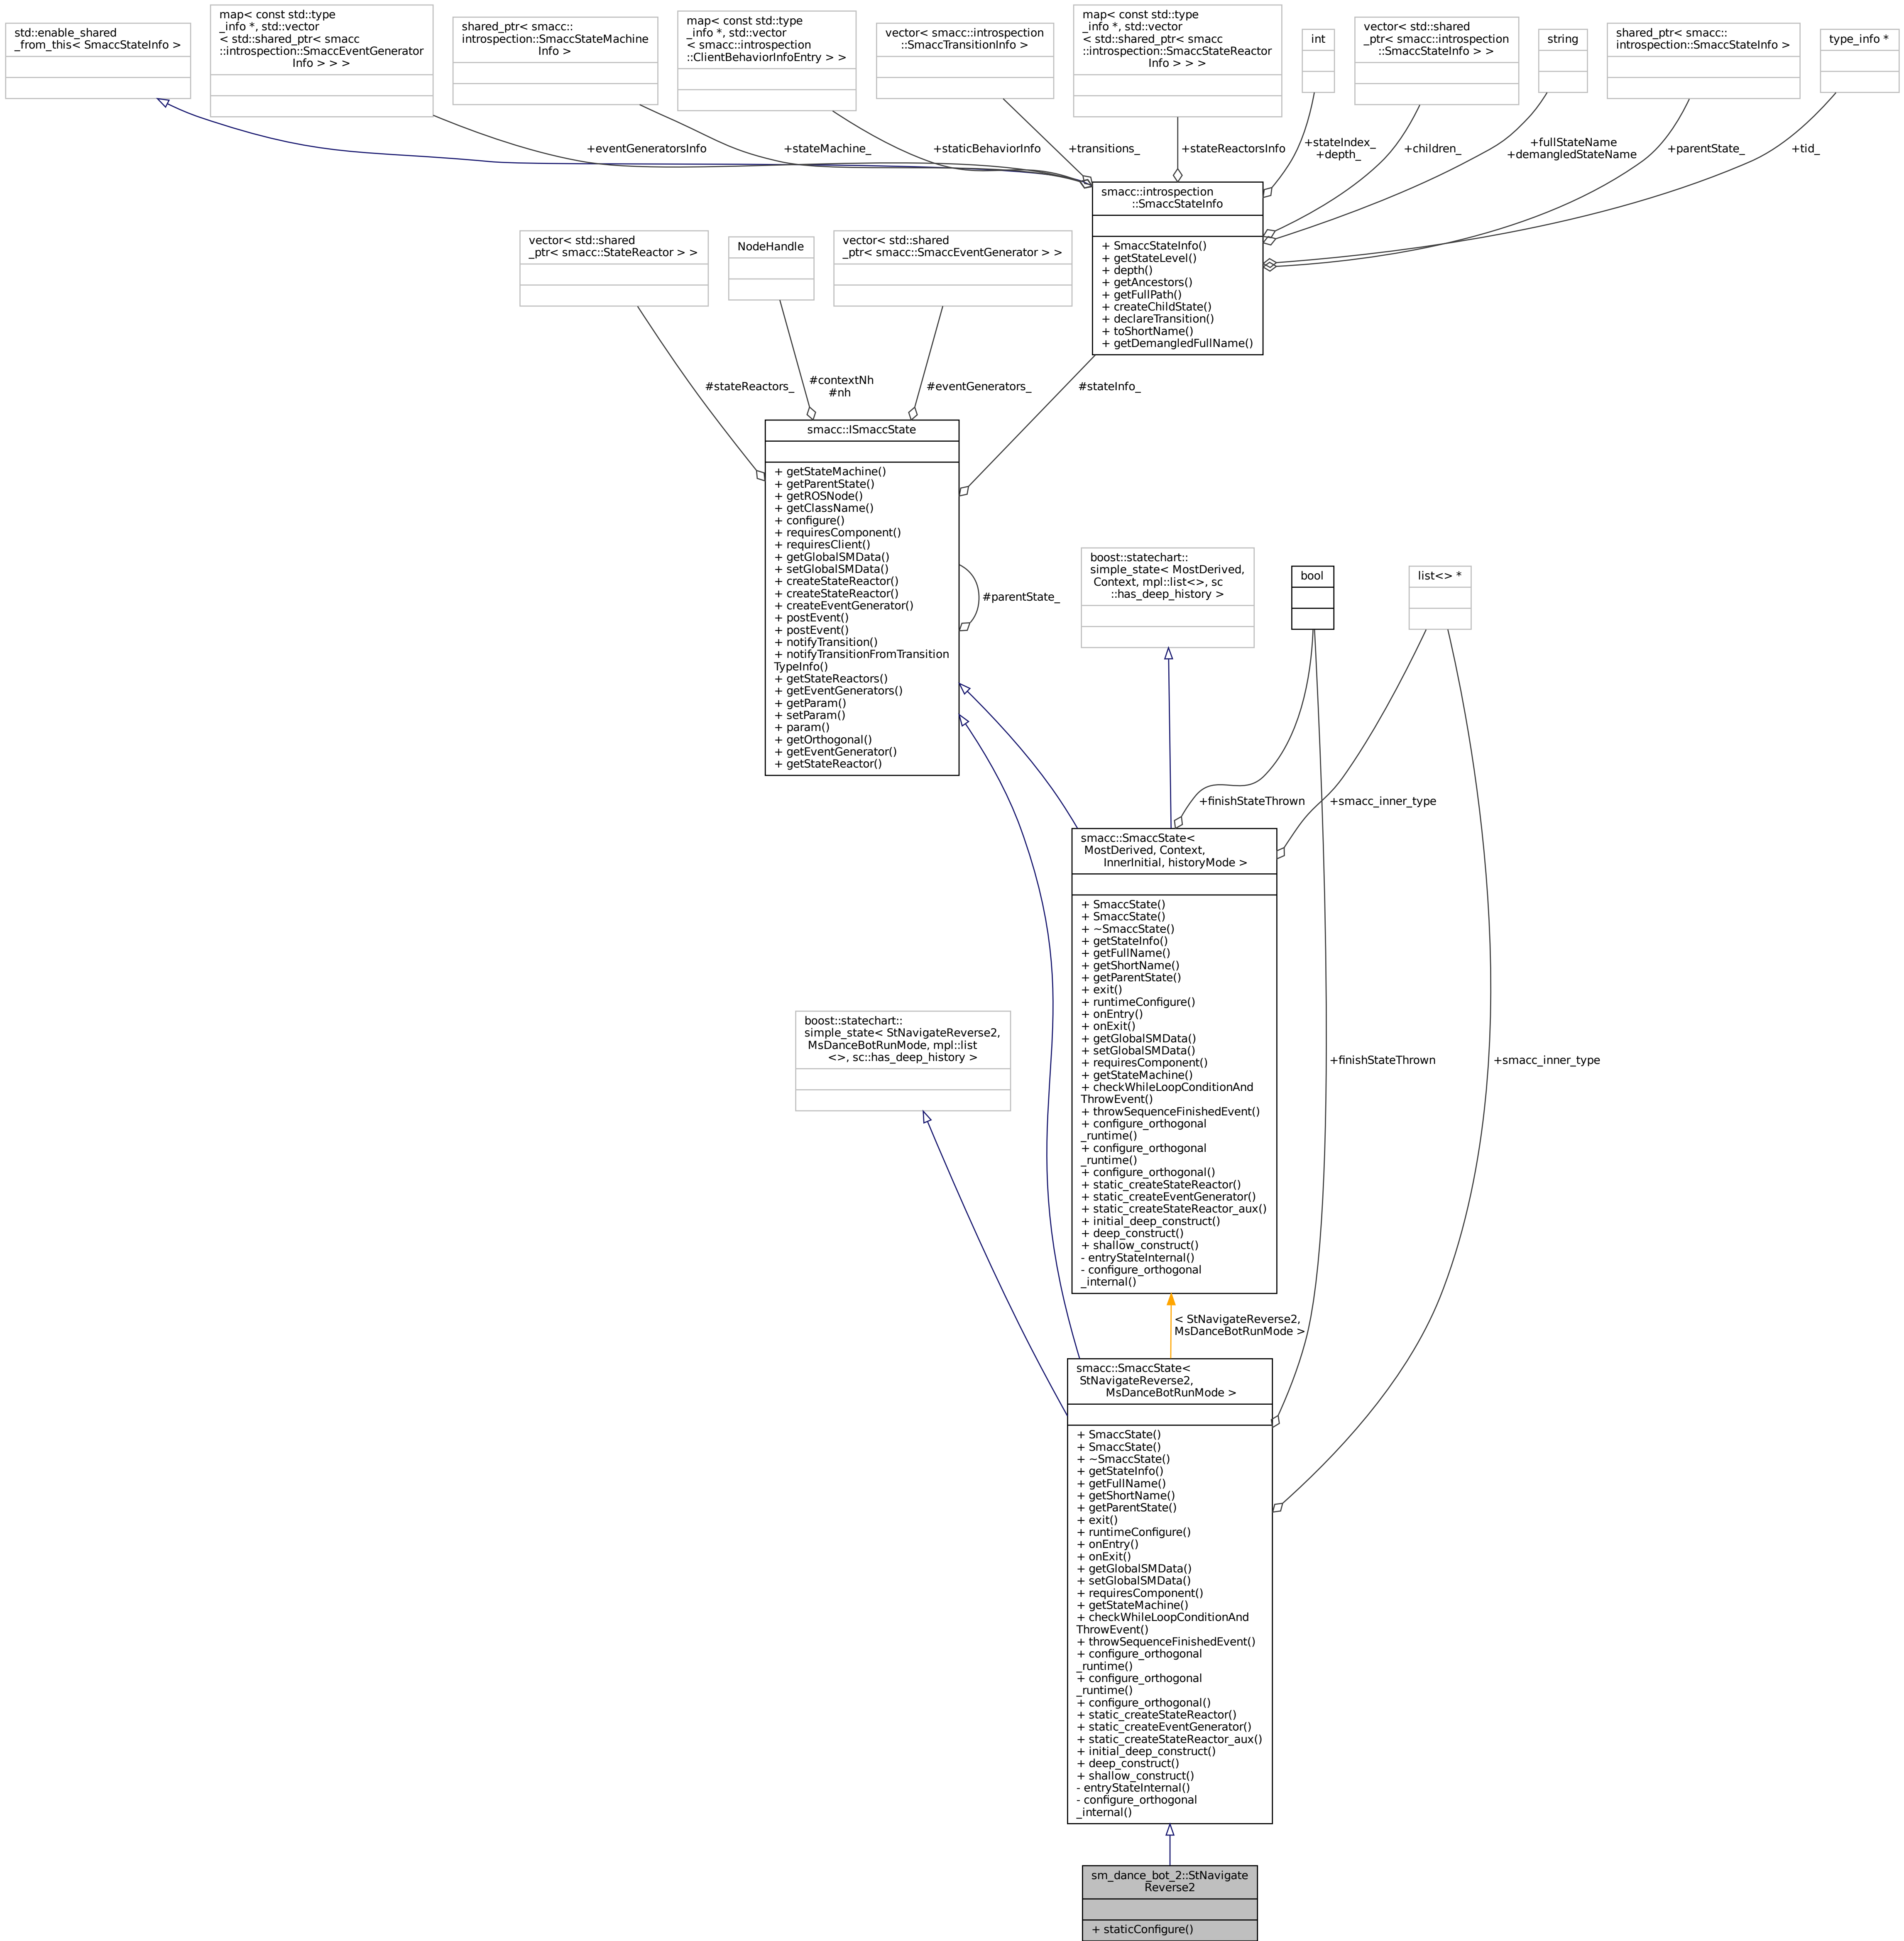 std::enable_shared
_from_this< SmaccStateInfo >
map< const std::type
_info *, std::vector
< std::shared_ptr< smacc
::introspection::SmaccEventGenerator
Info > > >
shared_ptr< smacc::
introspection::SmaccStateMachine
Info >
map< const std::type
_info *, std::vector
< smacc::introspection
::ClientBehaviorInfoEntry > >
vector< smacc::introspection
::SmaccTransitionInfo >
map< const std::type
_info *, std::vector
< std::shared_ptr< smacc
::introspection::SmaccStateReactor
Info > > >
int
vector< std::shared
_ptr< smacc::introspection
::SmaccStateInfo > >
string
shared_ptr< smacc::
introspection::SmaccStateInfo >
type_info *
+eventGeneratorsInfo
+stateMachine_
+staticBehaviorInfo
+transitions_
+stateReactorsInfo
+stateIndex_
+depth_
+children_
+fullStateName
+demangledStateName
+parentState_
+tid_
smacc::introspection
::SmaccStateInfo
+ SmaccStateInfo()
+ getStateLevel()
+ depth()
+ getAncestors()
+ getFullPath()
+ createChildState()
+ declareTransition()
+ toShortName()
+ getDemangledFullName()
vector< std::shared
_ptr< smacc::StateReactor > >
NodeHandle
vector< std::shared
_ptr< smacc::SmaccEventGenerator > >
#stateReactors_
#contextNh
#nh
#eventGenerators_
#stateInfo_
smacc::ISmaccState
+ getStateMachine()
+ getParentState()
+ getROSNode()
+ getClassName()
+ configure()
+ requiresComponent()
+ requiresClient()
+ getGlobalSMData()
+ setGlobalSMData()
+ createStateReactor()
+ createStateReactor()
+ createEventGenerator()
+ postEvent()
+ postEvent()
+ notifyTransition()
+ notifyTransitionFromTransition
TypeInfo()
+ getStateReactors()
+ getEventGenerators()
+ getParam()
+ setParam()
+ param()
+ getOrthogonal()
+ getEventGenerator()
+ getStateReactor()
#parentState_
boost::statechart::
simple_state< MostDerived,
Context, mpl::list<>, sc
::has_deep_history >
bool
list<> *
+finishStateThrown
+smacc_inner_type
smacc::SmaccState<
MostDerived, Context,
InnerInitial, historyMode >
+ SmaccState()
+ SmaccState()
+ ~SmaccState()
+ getStateInfo()
+ getFullName()
+ getShortName()
+ getParentState()
+ exit()
+ runtimeConfigure()
+ onEntry()
+ onExit()
+ getGlobalSMData()
+ setGlobalSMData()
+ requiresComponent()
+ getStateMachine()
+ checkWhileLoopConditionAnd
ThrowEvent()
+ throwSequenceFinishedEvent()
+ configure_orthogonal
_runtime()
+ configure_orthogonal
_runtime()
+ configure_orthogonal()
+ static_createStateReactor()
+ static_createEventGenerator()
+ static_createStateReactor_aux()
+ initial_deep_construct()
+ deep_construct()
+ shallow_construct()
- entryStateInternal()
- configure_orthogonal
_internal()
boost::statechart::
simple_state< StNavigateReverse2,
MsDanceBotRunMode, mpl::list
<>, sc::has_deep_history >
+finishStateThrown
+smacc_inner_type
< StNavigateReverse2,
MsDanceBotRunMode >
smacc::SmaccState<
StNavigateReverse2,
MsDanceBotRunMode >
+ SmaccState()
+ SmaccState()
+ ~SmaccState()
+ getStateInfo()
+ getFullName()
+ getShortName()
+ getParentState()
+ exit()
+ runtimeConfigure()
+ onEntry()
+ onExit()
+ getGlobalSMData()
+ setGlobalSMData()
+ requiresComponent()
+ getStateMachine()
+ checkWhileLoopConditionAnd
ThrowEvent()
+ throwSequenceFinishedEvent()
+ configure_orthogonal
_runtime()
+ configure_orthogonal
_runtime()
+ configure_orthogonal()
+ static_createStateReactor()
+ static_createEventGenerator()
+ static_createStateReactor_aux()
+ initial_deep_construct()
+ deep_construct()
+ shallow_construct()
- entryStateInternal()
- configure_orthogonal
_internal()
sm_dance_bot_2::StNavigate
Reverse2
+ staticConfigure()